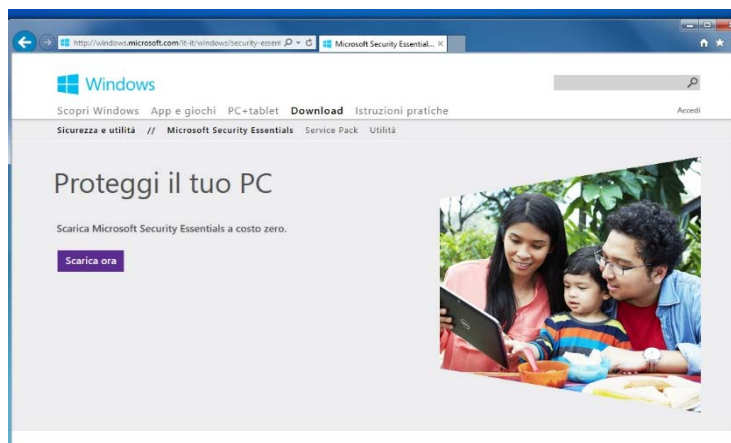 http://windows.microsoft.com/it-it/windows/security-essent
Microsoft Security Essential...
Windows
Scopri Windows App e giochi PC+tablet Download Istruzioni pratiche
Accedi
Sicurezza e utilità // Microsoft Security Essentials Service Pack Utilità
Proteggi il tuo PC
Scarica Microsoft Security Essentials a costo zero.
Scarica ora